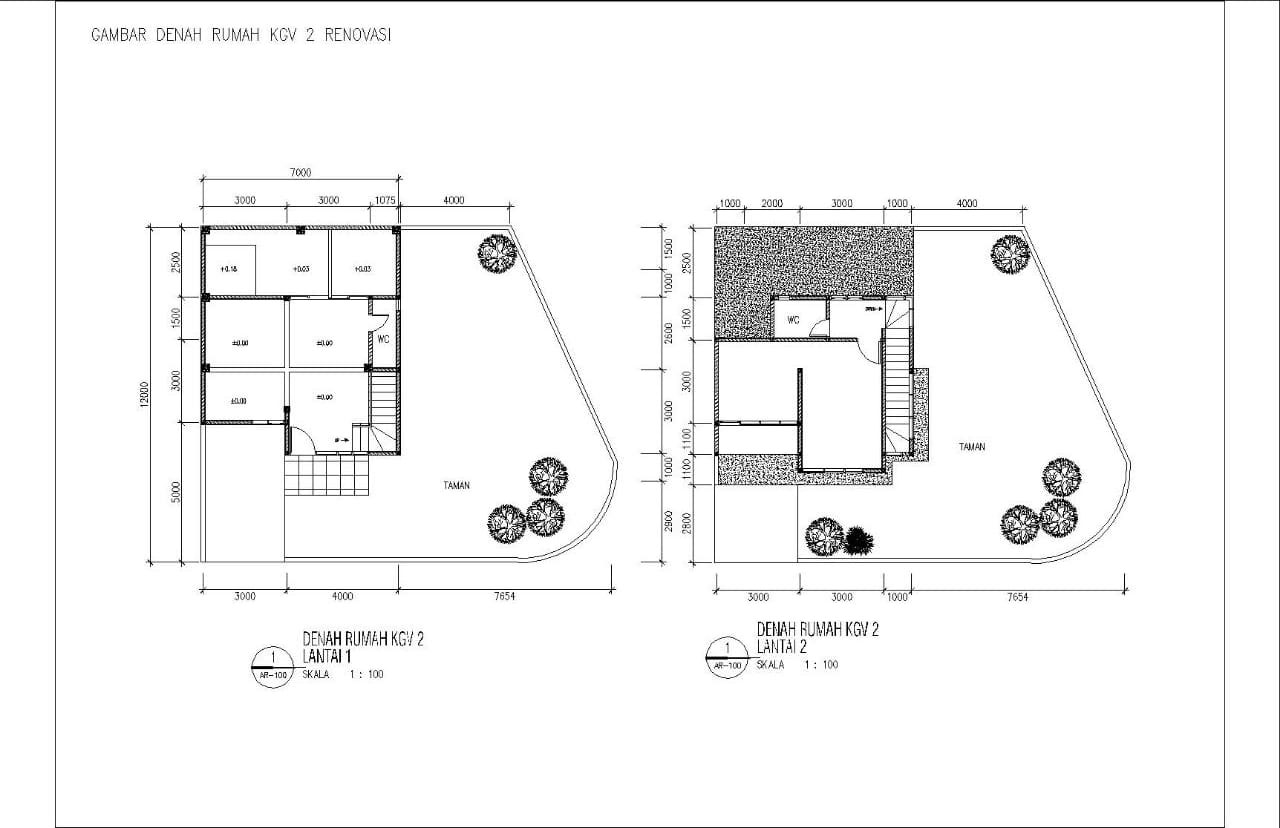 GAMBAR DENAH RUMAH KGV 2 RENOVASI
7000
3000 3000 1075 4000
12000
2500
1500
3000
5000
+0.18 +0.03 +0.03
±0.00 ±0.00
WC
±0.00 ±0.00
UP
TAMAN
3000 4000 7654
1
AR-100
DENAH RUMAH KGV 2
LANTAI 1
SKALA 1 : 100
1000 2000 3000 1000 4000
1500
1000
2600
3000
1000
2900
2500
1500
3000
1100
1100
2800
WC
TAMAN
3000 3000 1000 7654
1
AR-100
DENAH RUMAH KGV 2
LANTAI 2
SKALA 1 : 100